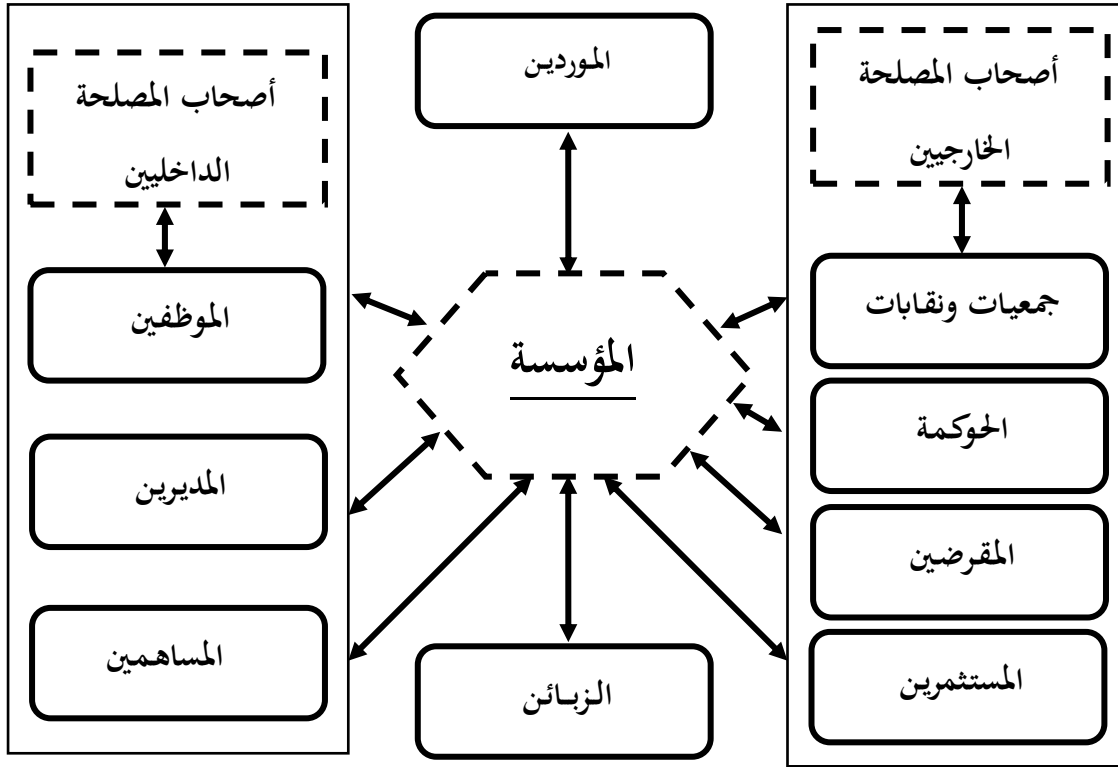 أصحاب المصلحة
الخارجيين
جمعيات ونقابات
الحوكمة
المقرضين
المستثمرين
الموردين
المؤسسة
الزبائن
أصحاب المصلحة
الداخليين
الموظفين
المديرين
المساهمين